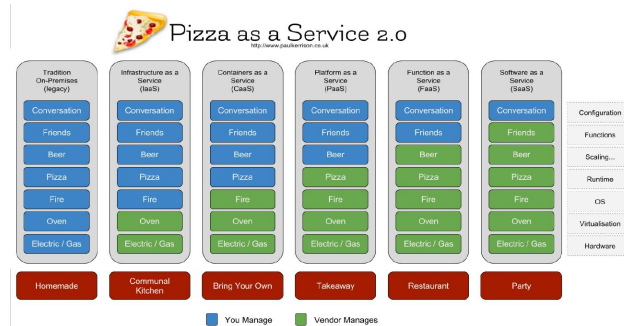 Pizza as a Service 2.0
http://www.paulkerrison.co.uk
Tradition
On-Premises
(legacy)
Conversation
Friends
Beer
Pizza
Fire
Oven
Electric / Gas
Homemade
Infrastructure as a
Service
(IaaS)
Conversation
Friends
Beer
Pizza
Fire
Oven
Electric / Gas
Communal
Kitchen
Containers as a
Service
(CaaS)
Conversation
Friends
Beer
Pizza
Fire
Oven
Electric / Gas
Bring Your Own
Platform as a
Service
(PaaS)
Conversation
Friends
Beer
Pizza
Fire
Oven
Electric / Gas
Takeaway
Function as a
Service
(FaaS)
Conversation
Friends
Beer
Pizza
Fire
Oven
Electric / Gas
Restaurant
Software as a
Service
(SaaS)
Conversation
Friends
Beer
Pizza
Fire
Oven
Electric / Gas
Party
Configuration
Functions
Scaling...
Runtime
OS
Virtualisation
Hardware
You Manage
Vendor Manages